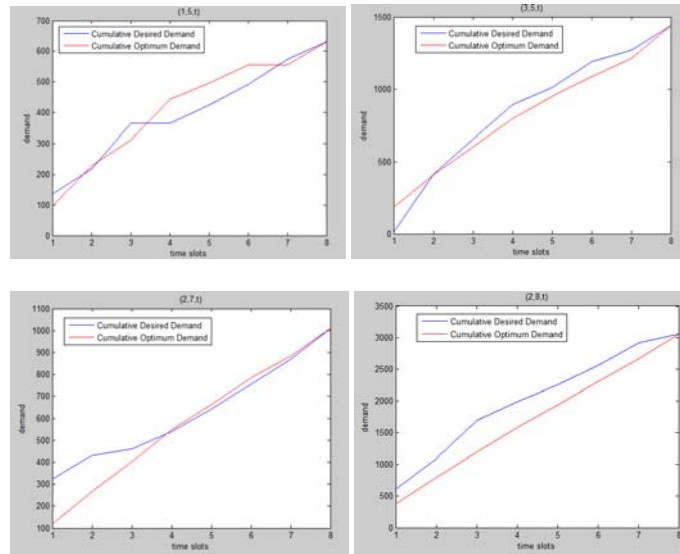 (1,5,t)
700
600
500
400
300
200
100
0
demand
Cumulative Desired Demand
Cumulative Optimum Demand
1 2 3 4 5 6 7 8
time slots
(3,5,t)
1500
1000
500
0
demand
Cumulative Desired Demand
Cumulative Optimum Demand
1 2 3 4 5 6 7 8
time slots
(2,7,t)
1100
1000
900
800
700
600
500
400
300
200
100
demand
Cumulative Desired Demand
Cumulative Optimum Demand
1 2 3 4 5 6 7 8
time slots
(2,8,t)
3500
3000
2500
2000
1500
1000
500
0
demand
Cumulative Desired Demand
Cumulative Optimum Demand
1 2 3 4 5 6 7 8
time slots